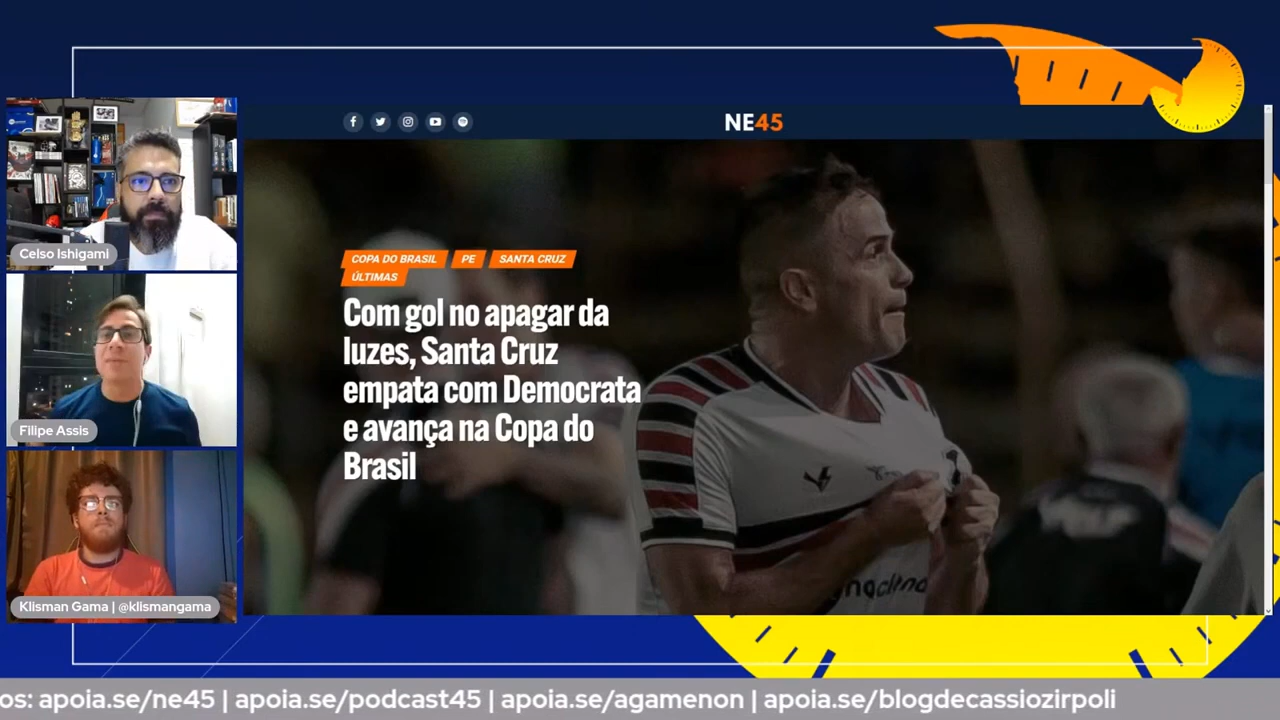 NE45
COPA DO BRASIL
PE
SANTA CRUZ
ÚLTIMAS
Com gol no apagar da
luzes, Santa Cruz
empata com Democrata
e avança na Copa do
Brasil
Celso Ishigami
Filipe Assis
Klisman Gama | @klismangama
os: apoia.se/ne45 | apoia.se/podcast45 | apoia.se/agamenon | apoia.se/blogdecassiozirpoli